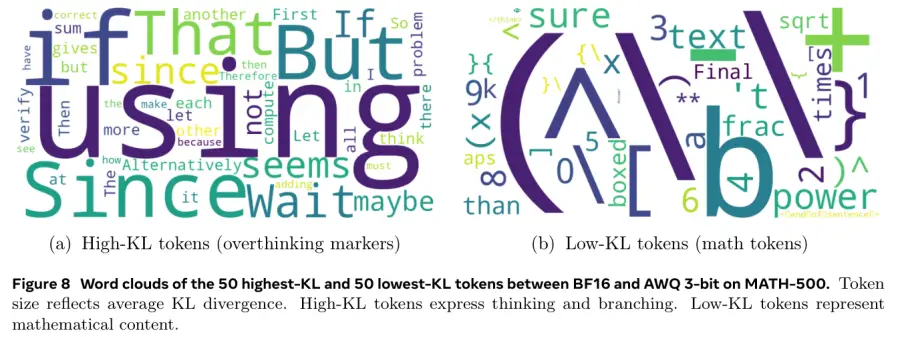 have
correct
sum
gives
but
if
That
another
First
since
But
If
So
in
I
problem
verify
see
Then
the
more
make
each
let
other
because
then
Therefore
compute
not
using
Let
all
think
there
The
how
Alternatively
seems
must
at
Since
it
adding
Wait
maybe
</think>
<
sure
3
text
-
sqrt
+
}{
9
k
}\
{\
x
Final
{
times
[
}
1
(
^
\
\
)
**
't
(x
]
5
0
\
boxed
[
a
b
frac
4
2
)^
aps
8
than
6
power
<|end▁of▁sentence|>
(a) High-KL tokens (overthinking markers)
(b) Low-KL tokens (math tokens)
Figure 8 Word clouds of the 50 highest-KL and 50 lowest-KL tokens between BF16 and AWQ 3-bit on MATH-500. Token
size reflects average KL divergence. High-KL tokens express thinking and branching. Low-KL tokens represent
mathematical content.